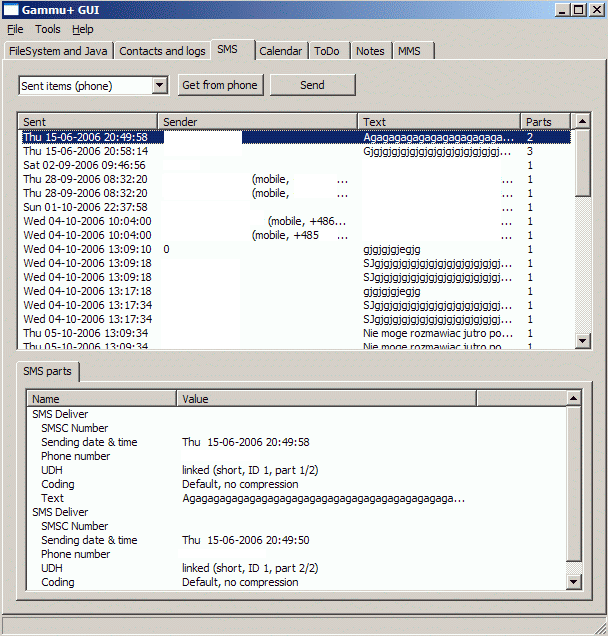 Gammu+ GUI
File Tools Help
FileSystem and Java Contacts and logs SMS Calendar ToDo Notes MMS
Sent items (phone) Get from phone Send
Sent Sender Text Parts
Thu 15-06-2006 20:49:58 Agagagagagagagagagagagaga... 2
Thu 15-06-2006 20:58:14 Gjgjgjgjgjgjgjgjgjgjgjgjgjgjgj... 3
Sat 02-09-2006 09:46:56 1
Thu 28-09-2006 08:32:20 (mobile, ... ... 1
Thu 28-09-2006 08:32:20 (mobile, ... ... 1
Sun 01-10-2006 22:37:58 ... 1
Wed 04-10-2006 10:04:00 (mobile, +486... ... 1
Wed 04-10-2006 10:04:00 (mobile, +485 ... ... 1
Wed 04-10-2006 13:09:10 0 gjgjgjgjegjg 1
Wed 04-10-2006 13:09:18 SJgjgjgjgjgjgjgjgjgjgjgjgjgjgj... 1
Wed 04-10-2006 13:09:18 SJgjgjgjgjgjgjgjgjgjgjgjgjgjgj... 1
Wed 04-10-2006 13:17:18 gjgjgjgjegjg 1
Wed 04-10-2006 13:17:34 SJgjgjgjgjgjgjgjgjgjgjgjgjgjgj... 1
Wed 04-10-2006 13:17:34 SJgjgjgjgjgjgjgjgjgjgjgjgjgjgj... 1
Thu 05-10-2006 13:09:34 Nie moge rozmawiac jutro po... 1
Thu 05-10-2006 13:09:34 Nie moge rozmawiac jutro po... 1
SMS parts
Name Value
SMS Deliver
SMSC Number
Sending date & time Thu 15-06-2006 20:49:58
Phone number
UDH linked (short, ID 1, part 1/2)
Coding Default, no compression
Text Agagagagagagagagagagagagagagagagagagagagagagagagaga...
SMS Deliver
SMSC Number
Sending date & time Thu 15-06-2006 20:49:50
Phone number
UDH linked (short, ID 1, part 2/2)
Coding Default, no compression